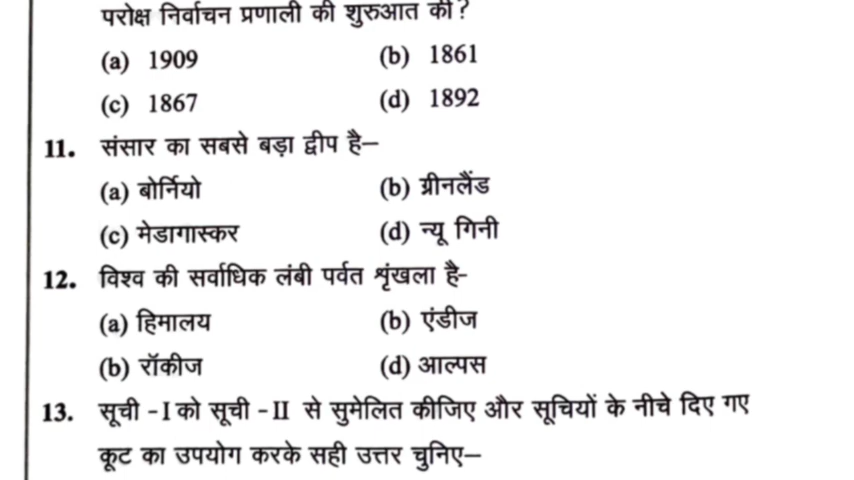 परोक्ष निर्वाचन प्रणाली की शुरुआत की?
(a) 1909 (b) 1861
(c) 1867 (d) 1892
11. संसार का सबसे बड़ा द्वीप है–
(a) बोर्नियो (b) ग्रीनलैंड
(c) मेडागास्कर (d) न्यू गिनी
12. विश्व की सर्वाधिक लंबी पर्वत शृंखला है-
(a) हिमालय (b) एंडीज
(b) रॉकीज (d) आल्पस
13. सूची -I को सूची -II से सुमेलित कीजिए और सूचियों के नीचे दिए गए
कूट का उपयोग करके सही उत्तर चुनिए–